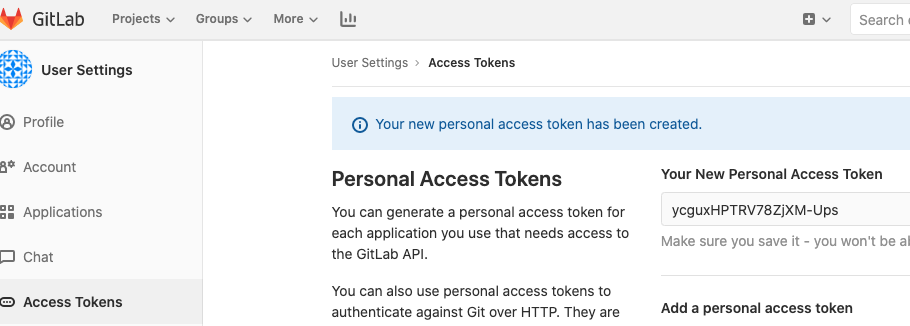 GitLab Projects Groups More Search
User Settings
Profile
Account
Applications
Chat
Access Tokens
User Settings › Access Tokens
Your new personal access token has been created.
Personal Access Tokens
You can generate a personal access token for
each application you use that needs access to
the GitLab API.
You can also use personal access tokens to
authenticate against Git over HTTP. They are
Your New Personal Access Token
ycguxHPTRV78ZjXM-Ups
Make sure you save it - you won't be
Add a personal access token